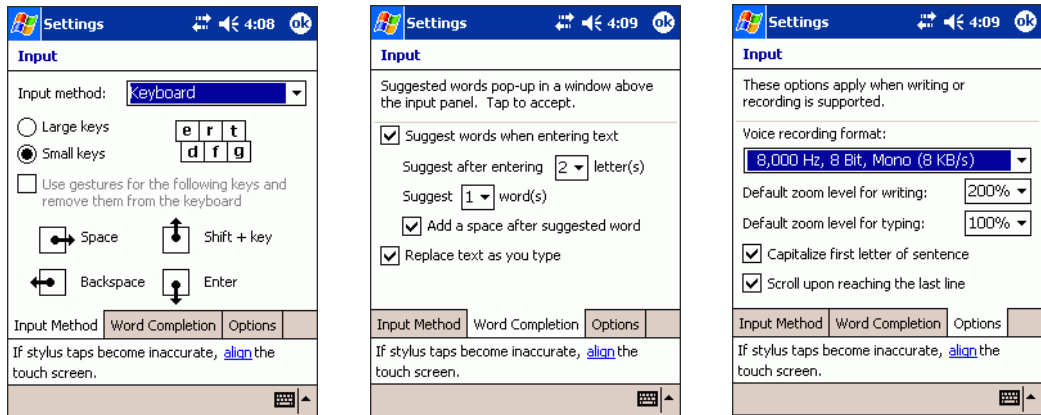 Settings 4:08 ok
Input
Input method: Keyboard
Large keys
Small keys
e r t
d f g
Use gestures for the following keys and
remove them from the keyboard
Space Shift + key
Backspace Enter
Input Method Word Completion Options
If stylus taps become inaccurate, align the
touch screen.
Settings 4:09 ok
Input
Suggested words pop-up in a window above
the input panel. Tap to accept.
Suggest words when entering text
Suggest after entering 2 letter(s)
Suggest 1 word(s)
Add a space after suggested word
Replace text as you type
Input Method Word Completion Options
If stylus taps become inaccurate, align the
touch screen.
Settings 4:09 ok
Input
These options apply when writing or
recording is supported.
Voice recording format:
8,000 Hz, 8 Bit, Mono (8 KB/s)
Default zoom level for writing: 200%
Default zoom level for typing: 100%
Capitalize first letter of sentence
Scroll upon reaching the last line
Input Method Word Completion Options
If stylus taps become inaccurate, align the
touch screen.